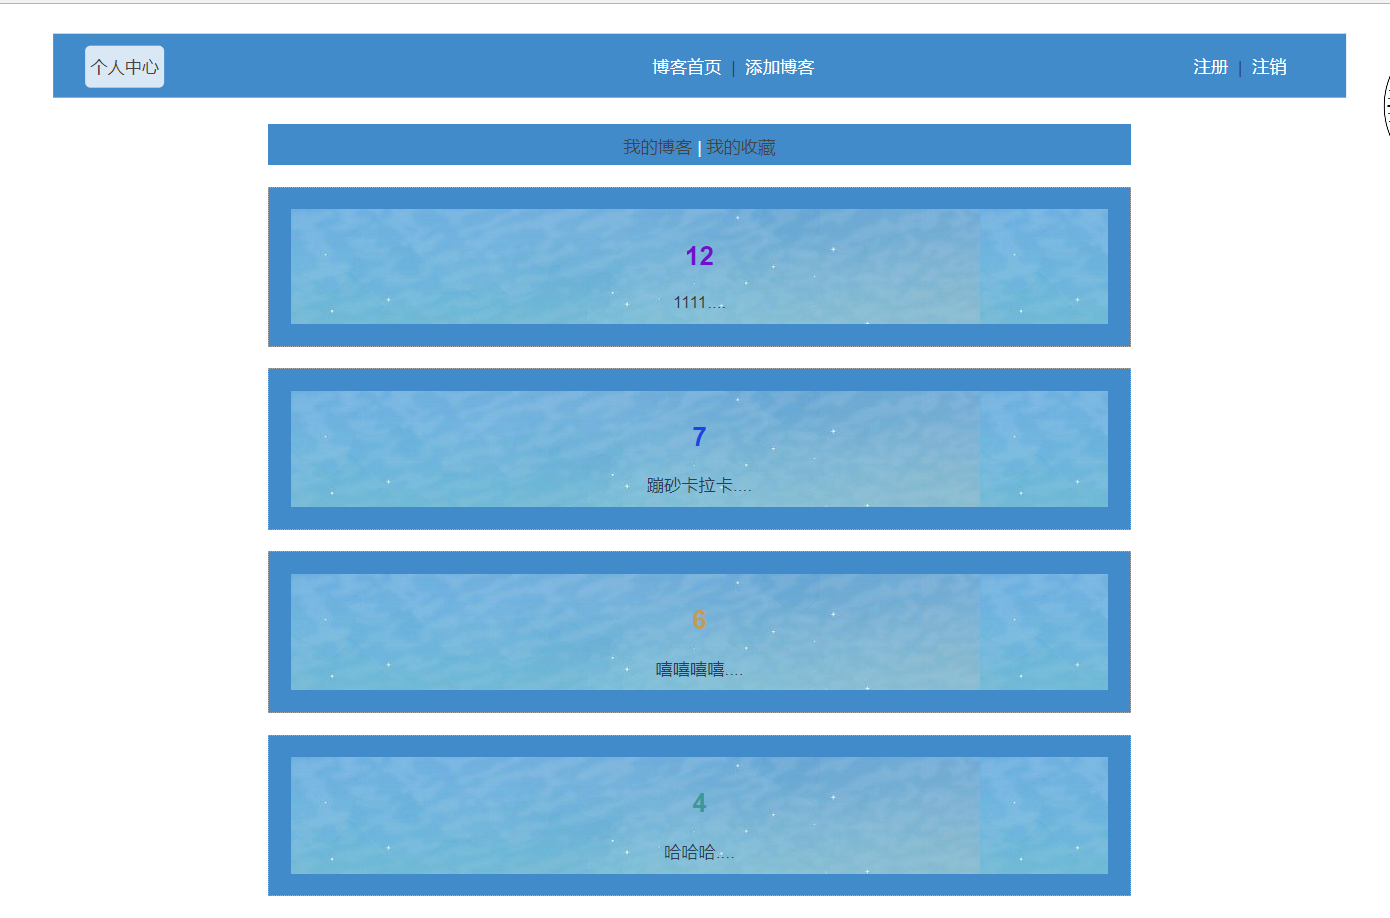 个人中心 博客首页 | 添加博客 注册 | 注销
我的博客 | 我的收藏
12
1111....
7
蹦砂卡拉卡....
6
嘻嘻嘻嘻....
4
哈哈哈....